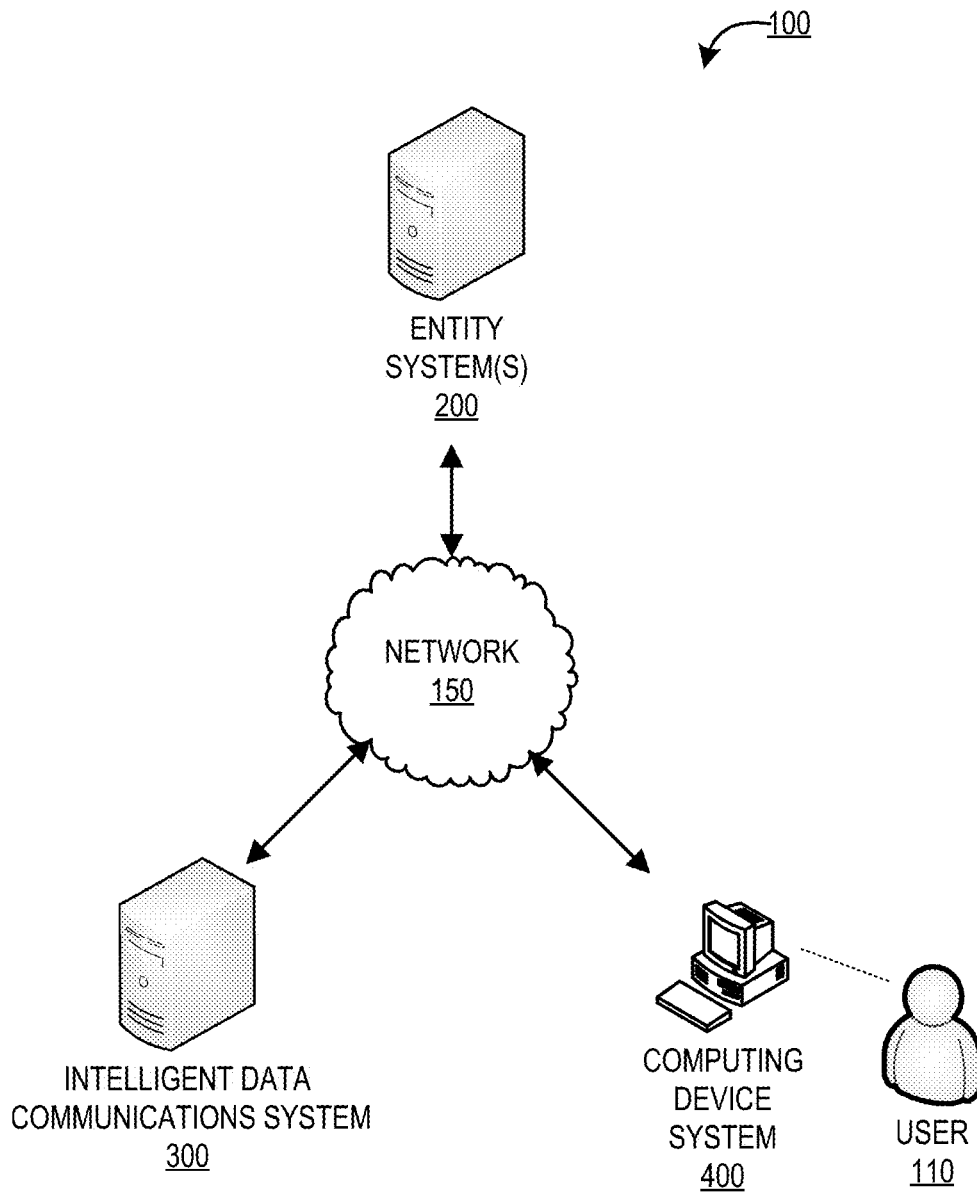 100
ENTITY
SYSTEM(S)
200
NETWORK
150
INTELLIGENT DATA
COMMUNICATIONS SYSTEM
300
COMPUTING
DEVICE
SYSTEM
400
USER
110